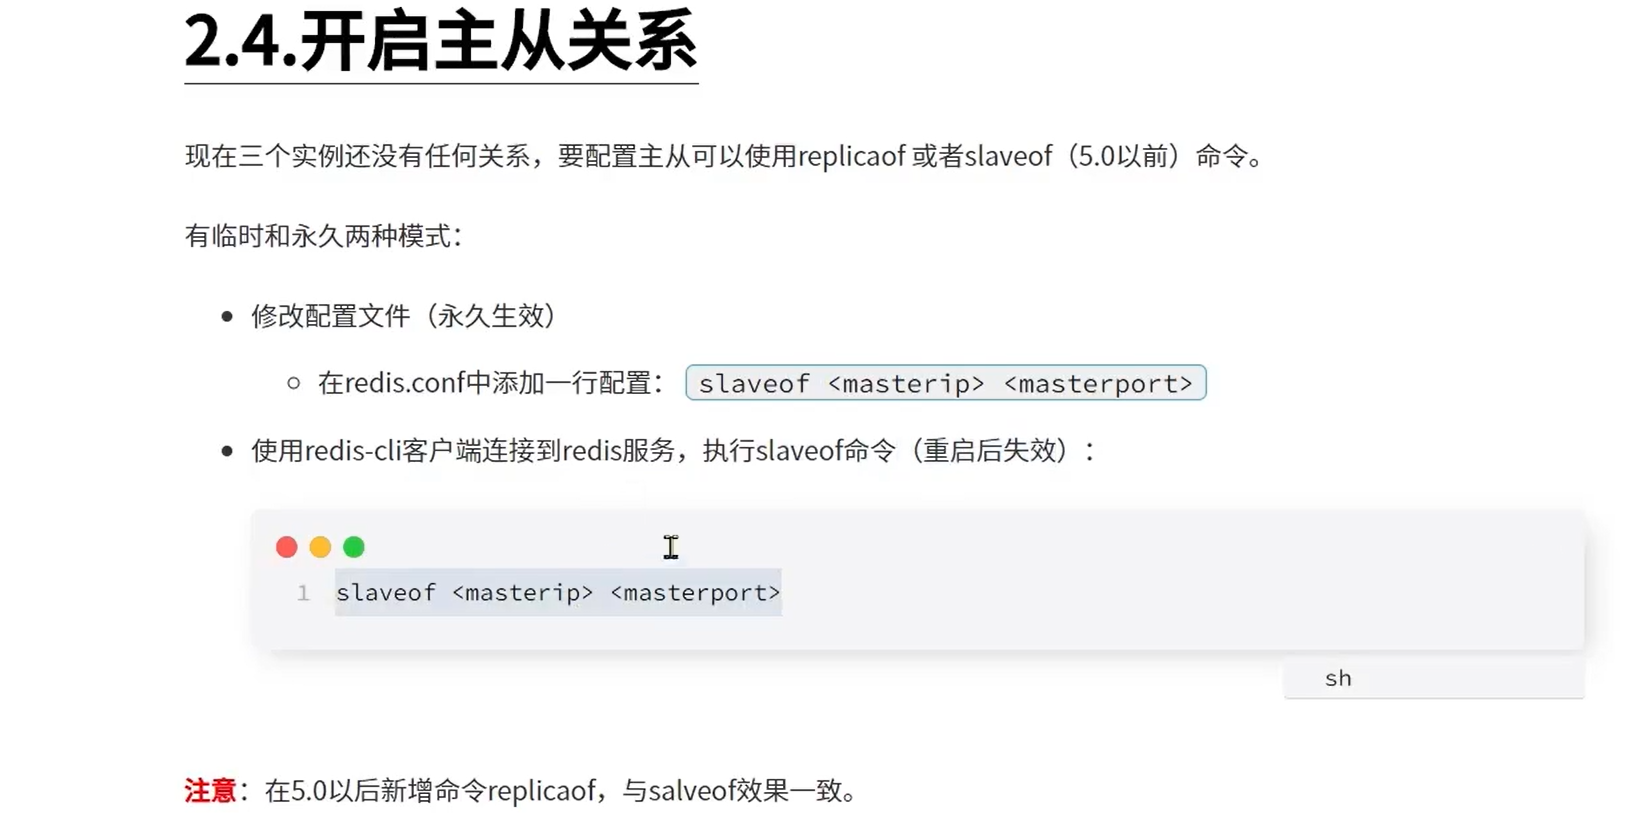 2.4.开启主从关系
现在三个实例还没有任何关系，要配置主从可以使用replicaof 或者slaveof（5.0以前）命令。
有临时和永久两种模式：
修改配置文件（永久生效）
在redis.conf中添加一行配置： slaveof <masterip> <masterport>
使用redis-cli客户端连接到redis服务，执行slaveof命令（重启后失效）：
1 slaveof <masterip> <masterport>
sh
注意：在5.0以后新增命令replicaof，与salveof效果一致。